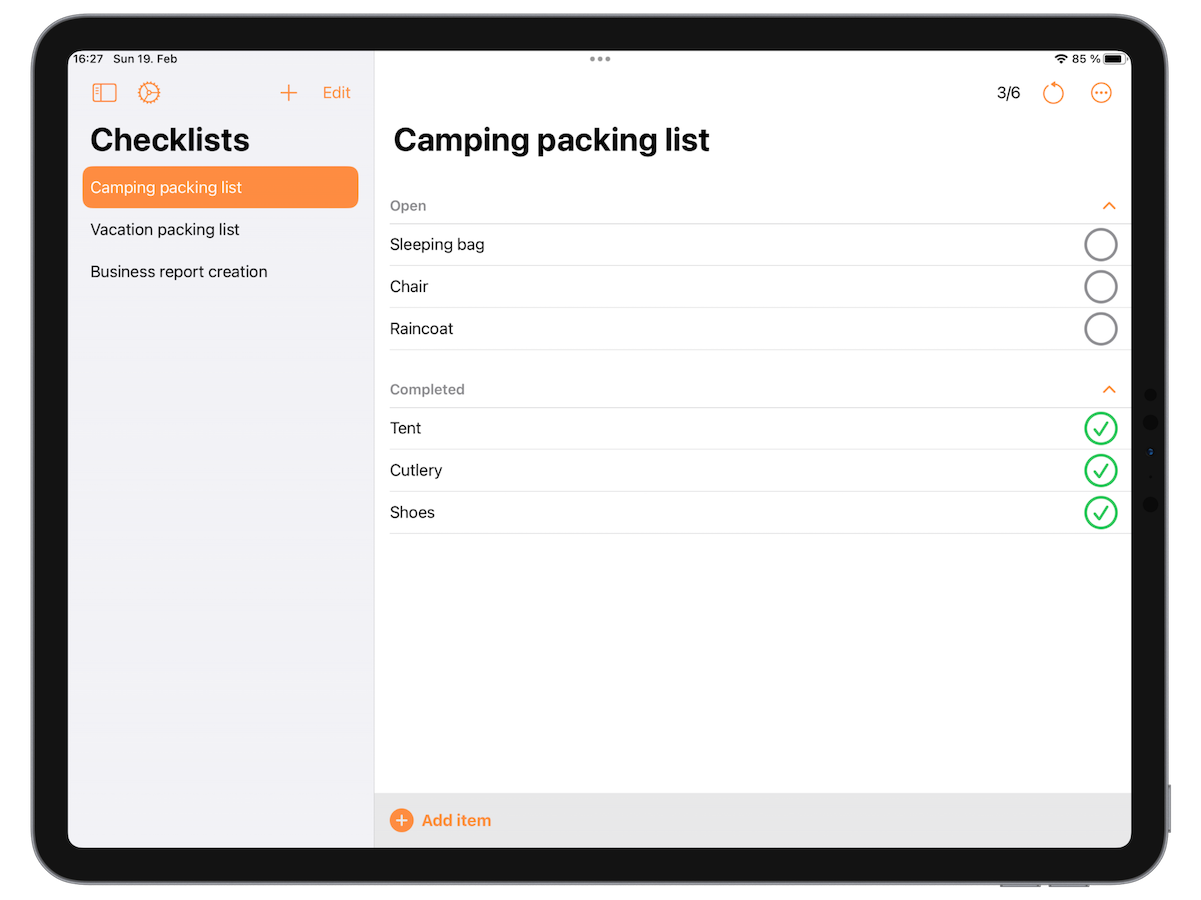 16:27 Sun 19. Feb
85 %
Edit
3/6
Checklists
Camping packing list
Vacation packing list
Business report creation
Camping packing list
Open
Sleeping bag
Chair
Raincoat
Completed
Tent
Cutlery
Shoes
Add item